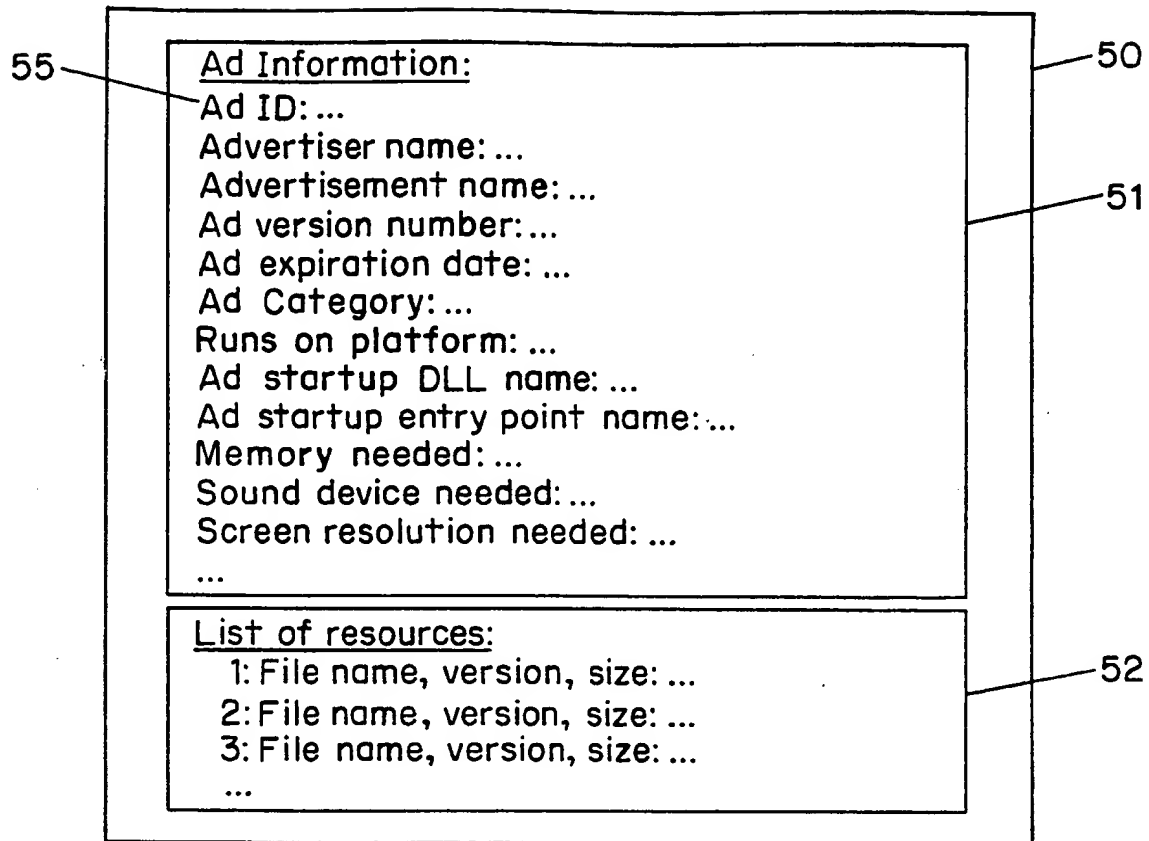 55
50
51
52
Ad Information:
Ad ID: ...
Advertiser name: ...
Advertisement name: ...
Ad version number: ...
Ad expiration date: ...
Ad Category: ...
Runs on platform: ...
Ad startup DLL name: ...
Ad startup entry point name: ...
Memory needed: ...
Sound device needed: ...
Screen resolution needed: ...
...
List of resources:
1: File name, version, size: ...
2: File name, version, size: ...
3: File name, version, size: ...
...